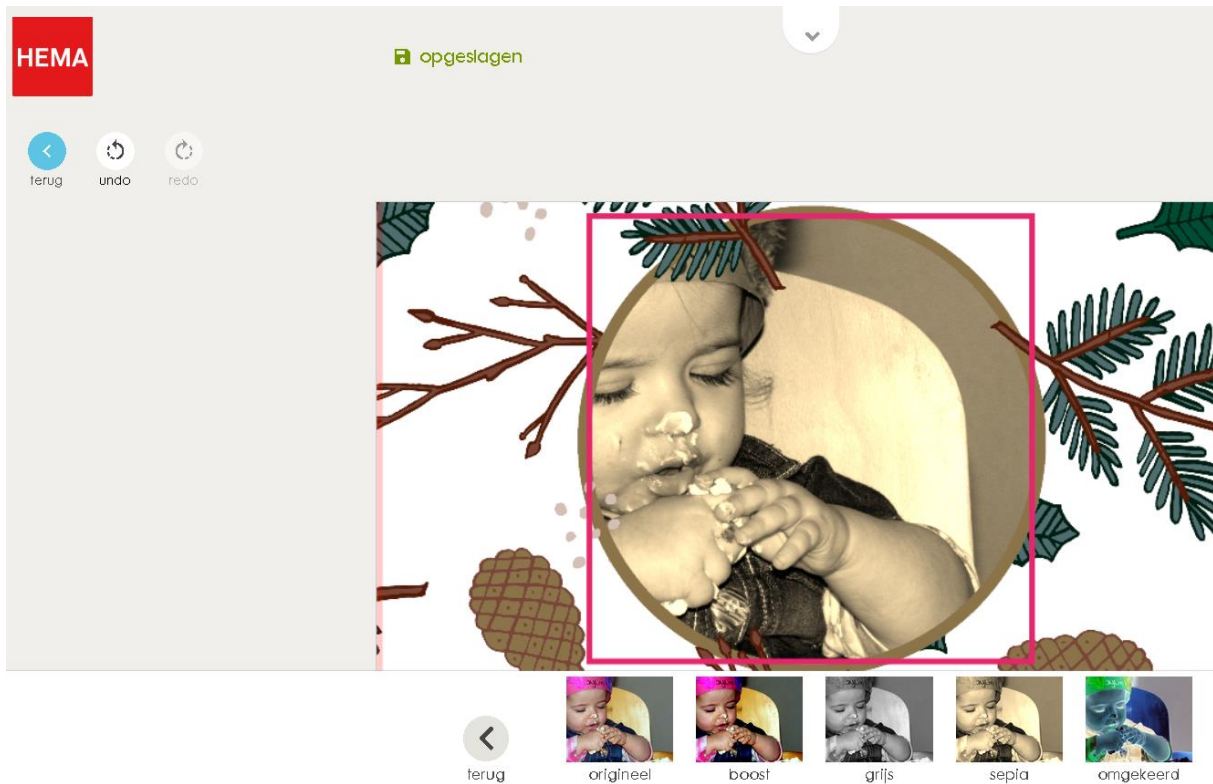 HEMA
opgeslagen
terug
undo
redo
terug
origineel
boost
grijs
sepia
omgekeerd